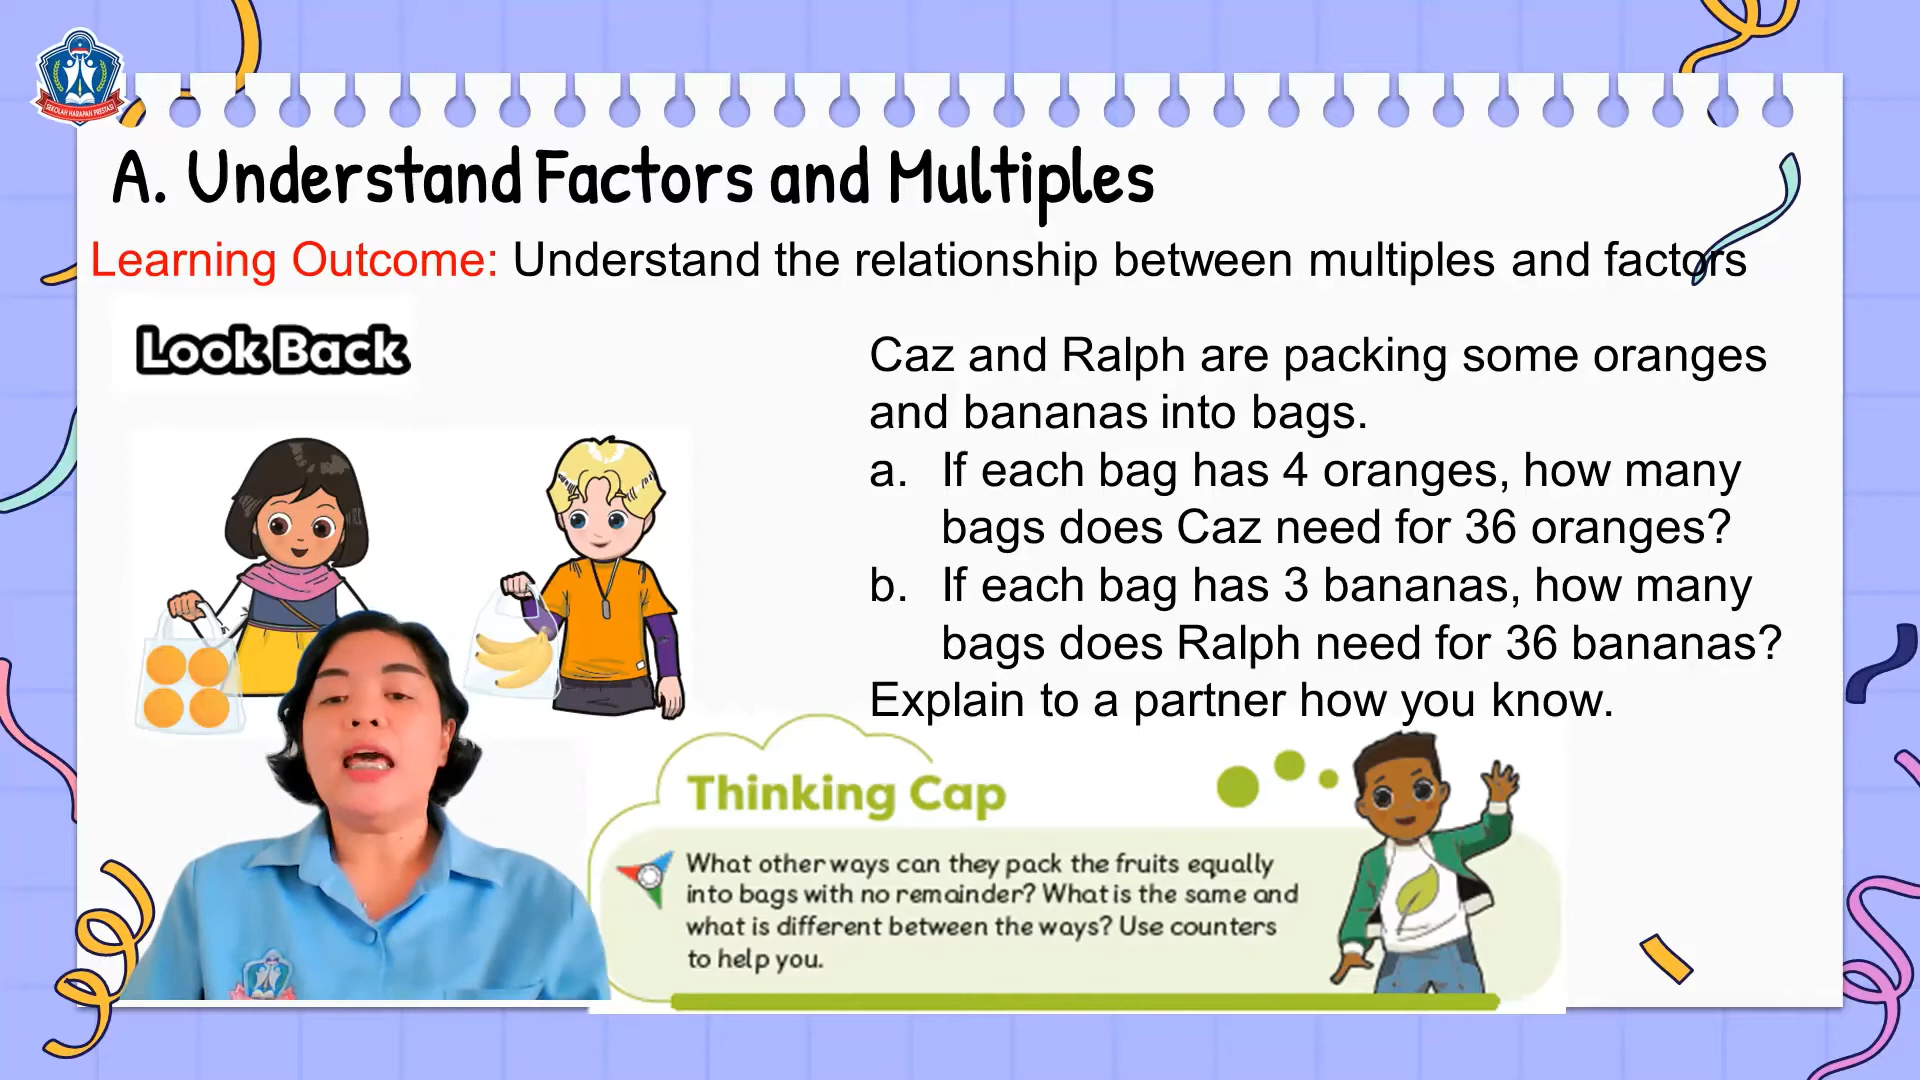 SEKOLAH HARAPAN PRESTASI
A. Understand Factors and Multiples
Learning Outcome: Understand the relationship between multiples and factors
Look Back
Caz and Ralph are packing some oranges
and bananas into bags.
a. If each bag has 4 oranges, how many
bags does Caz need for 36 oranges?
b. If each bag has 3 bananas, how many
bags does Ralph need for 36 bananas?
Explain to a partner how you know.
Thinking Cap
What other ways can they pack the fruits equally
into bags with no remainder? What is the same and
what is different between the ways? Use counters
to help you.